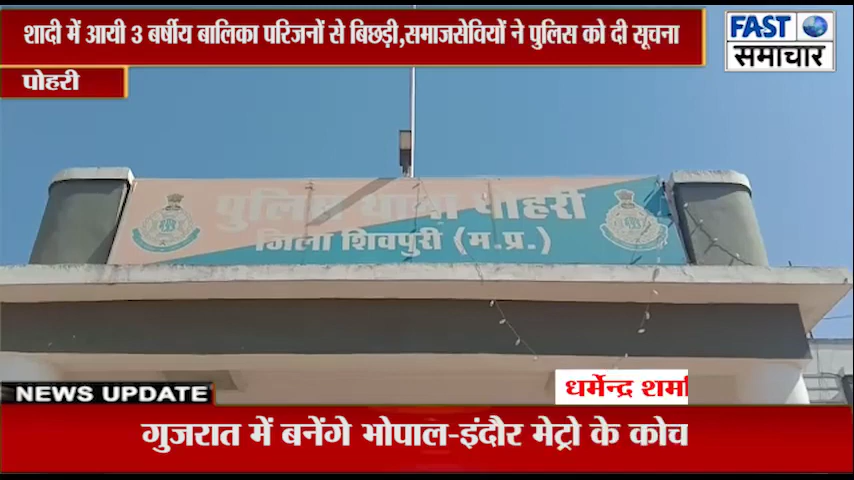 शादी में आयी 3 बर्षीय बालिका परिजनों से बिछड़ी,समाजसेवियों ने पुलिस को दी सूचना
FAST
समाचार
पोहरी
पुलिस थाना पोहरी
जिला शिवपुरी (म.प्र.)
धर्मेन्द्र शर्मा
NEWS UPDATE
गुजरात में बनेंगे भोपाल-इंदौर मेट्रो के कोच